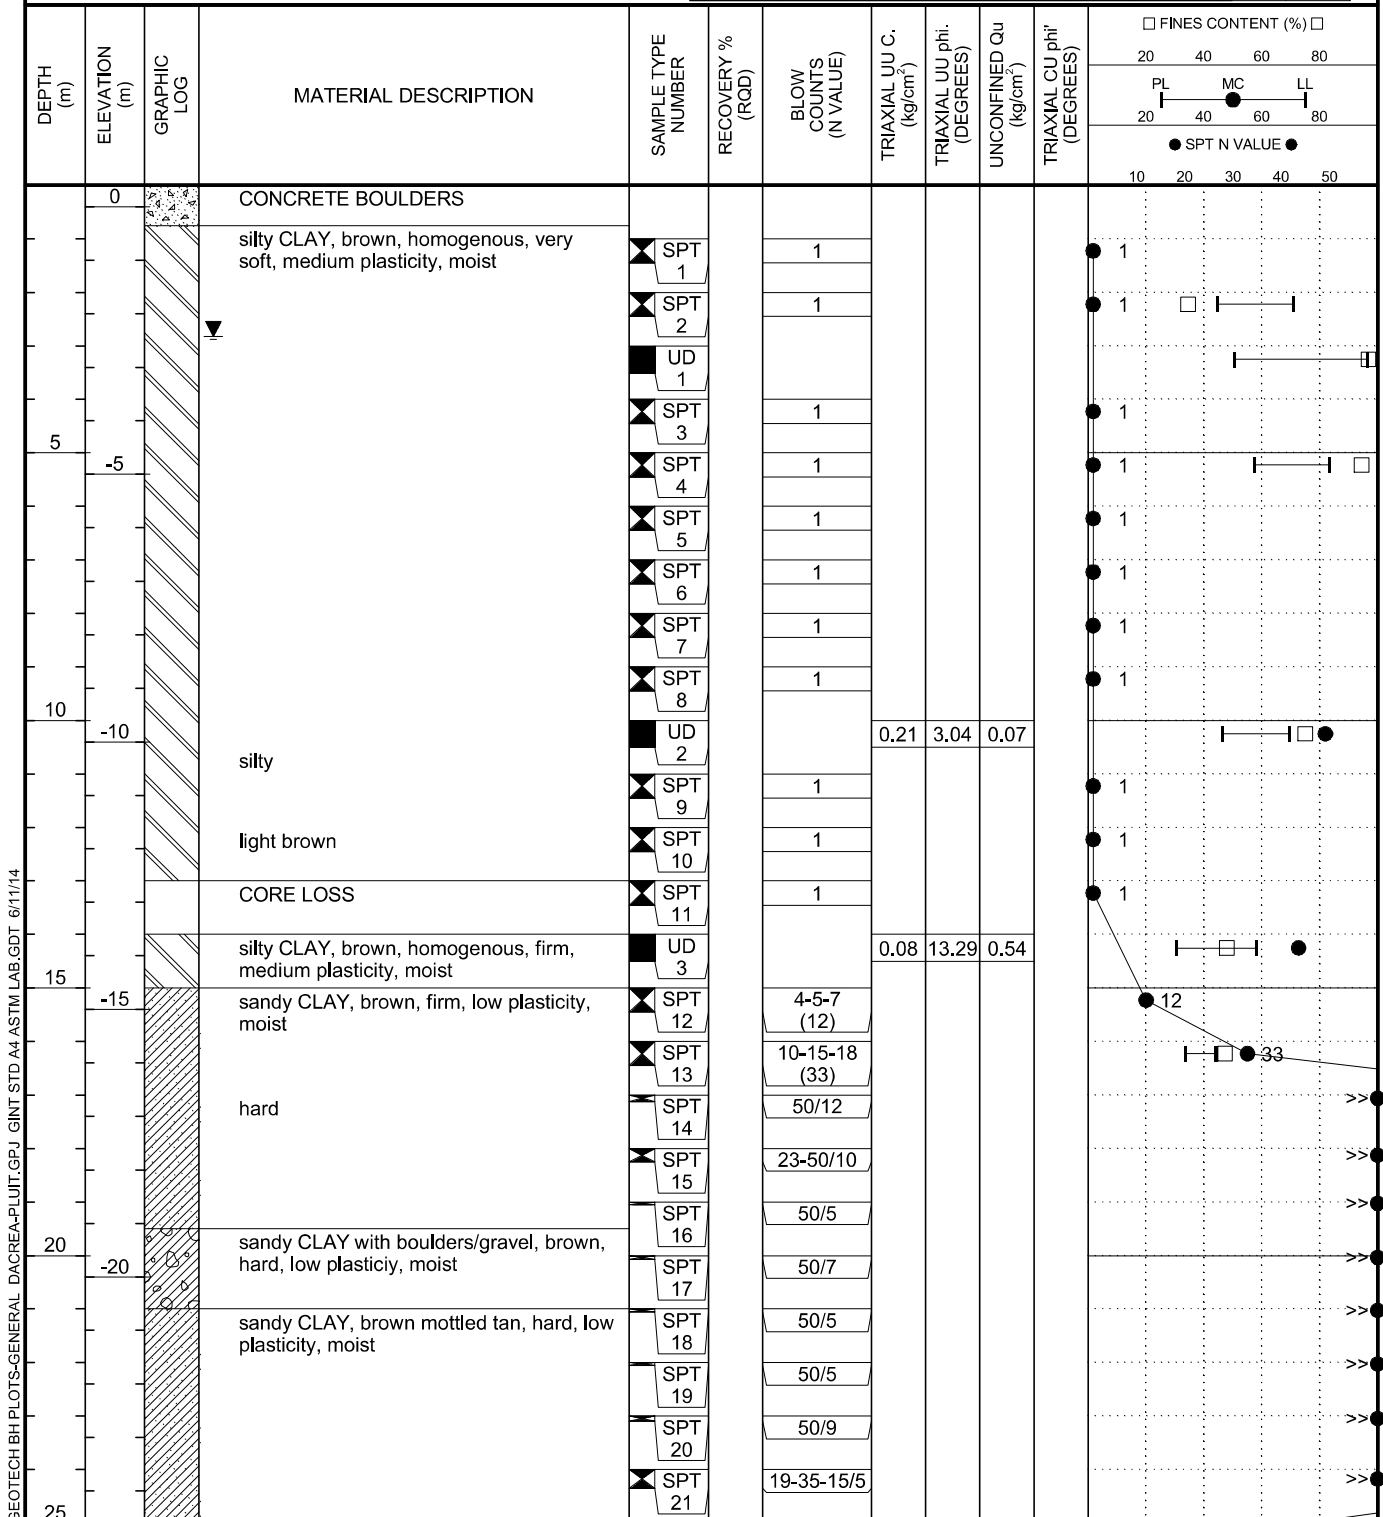 DEPTH
(m)
ELEVATION
(m)
GRAPHIC
LOG
MATERIAL DESCRIPTION
SAMPLE TYPE
NUMBER
RECOVERY %
(RQD)
BLOW
COUNTS
(N VALUE)
TRIAXIAL UU C.
(kg/cm²)
TRIAXIAL UU phi.
(DEGREES)
UNCONFINED Qu
(kg/cm²)
TRIAXIAL CU phi'
(DEGREES)
□ FINES CONTENT (%) □
20 40 60 80
PL MC LL
20 40 60 80
● SPT N VALUE ●
10 20 30 40 50
0
CONCRETE BOULDERS
silty CLAY, brown, homogenous, very
soft, medium plasticity, moist
SPT
1
1
1
SPT
2
1
1
UD
1
SPT
3
1
1
5
-5
SPT
4
1
1
SPT
5
1
1
SPT
6
1
1
SPT
7
1
1
SPT
8
1
1
10
-10
UD
2
0.21 3.04 0.07
silty
SPT
9
1
1
light brown
SPT
10
1
1
CORE LOSS
SPT
11
1
1
silty CLAY, brown, homogenous, firm,
medium plasticity, moist
UD
3
0.08 13.29 0.54
15
-15
sandy CLAY, brown, firm, low plasticity,
moist
SPT
12
4-5-7
(12)
12
SPT
13
10-15-18
(33)
33
hard
SPT
14
50/12
>>
SPT
15
23-50/10
>>
SPT
16
50/5
>>
20
-20
sandy CLAY with boulders/gravel, brown,
hard, low plasticiy, moist
SPT
17
50/7
>>
sandy CLAY, brown mottled tan, hard, low
plasticity, moist
SPT
18
50/5
>>
SPT
19
50/5
>>
SPT
20
50/9
>>
SPT
21
19-35-15/5
>>
25
GEOTECH BH PLOTS-GENERAL DACREA-PLUIT.GPJ GINT STD A4 ASTM LAB.GDT 6/11/14